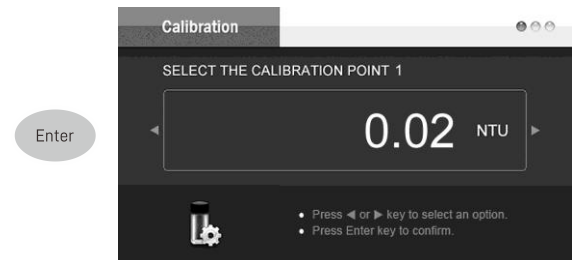 Calibration
SELECT THE CALIBRATION POINT 1
Enter
◀ 0.02 NTU ▶
• Press ◀ or ▶ key to select an option.
• Press Enter key to confirm.